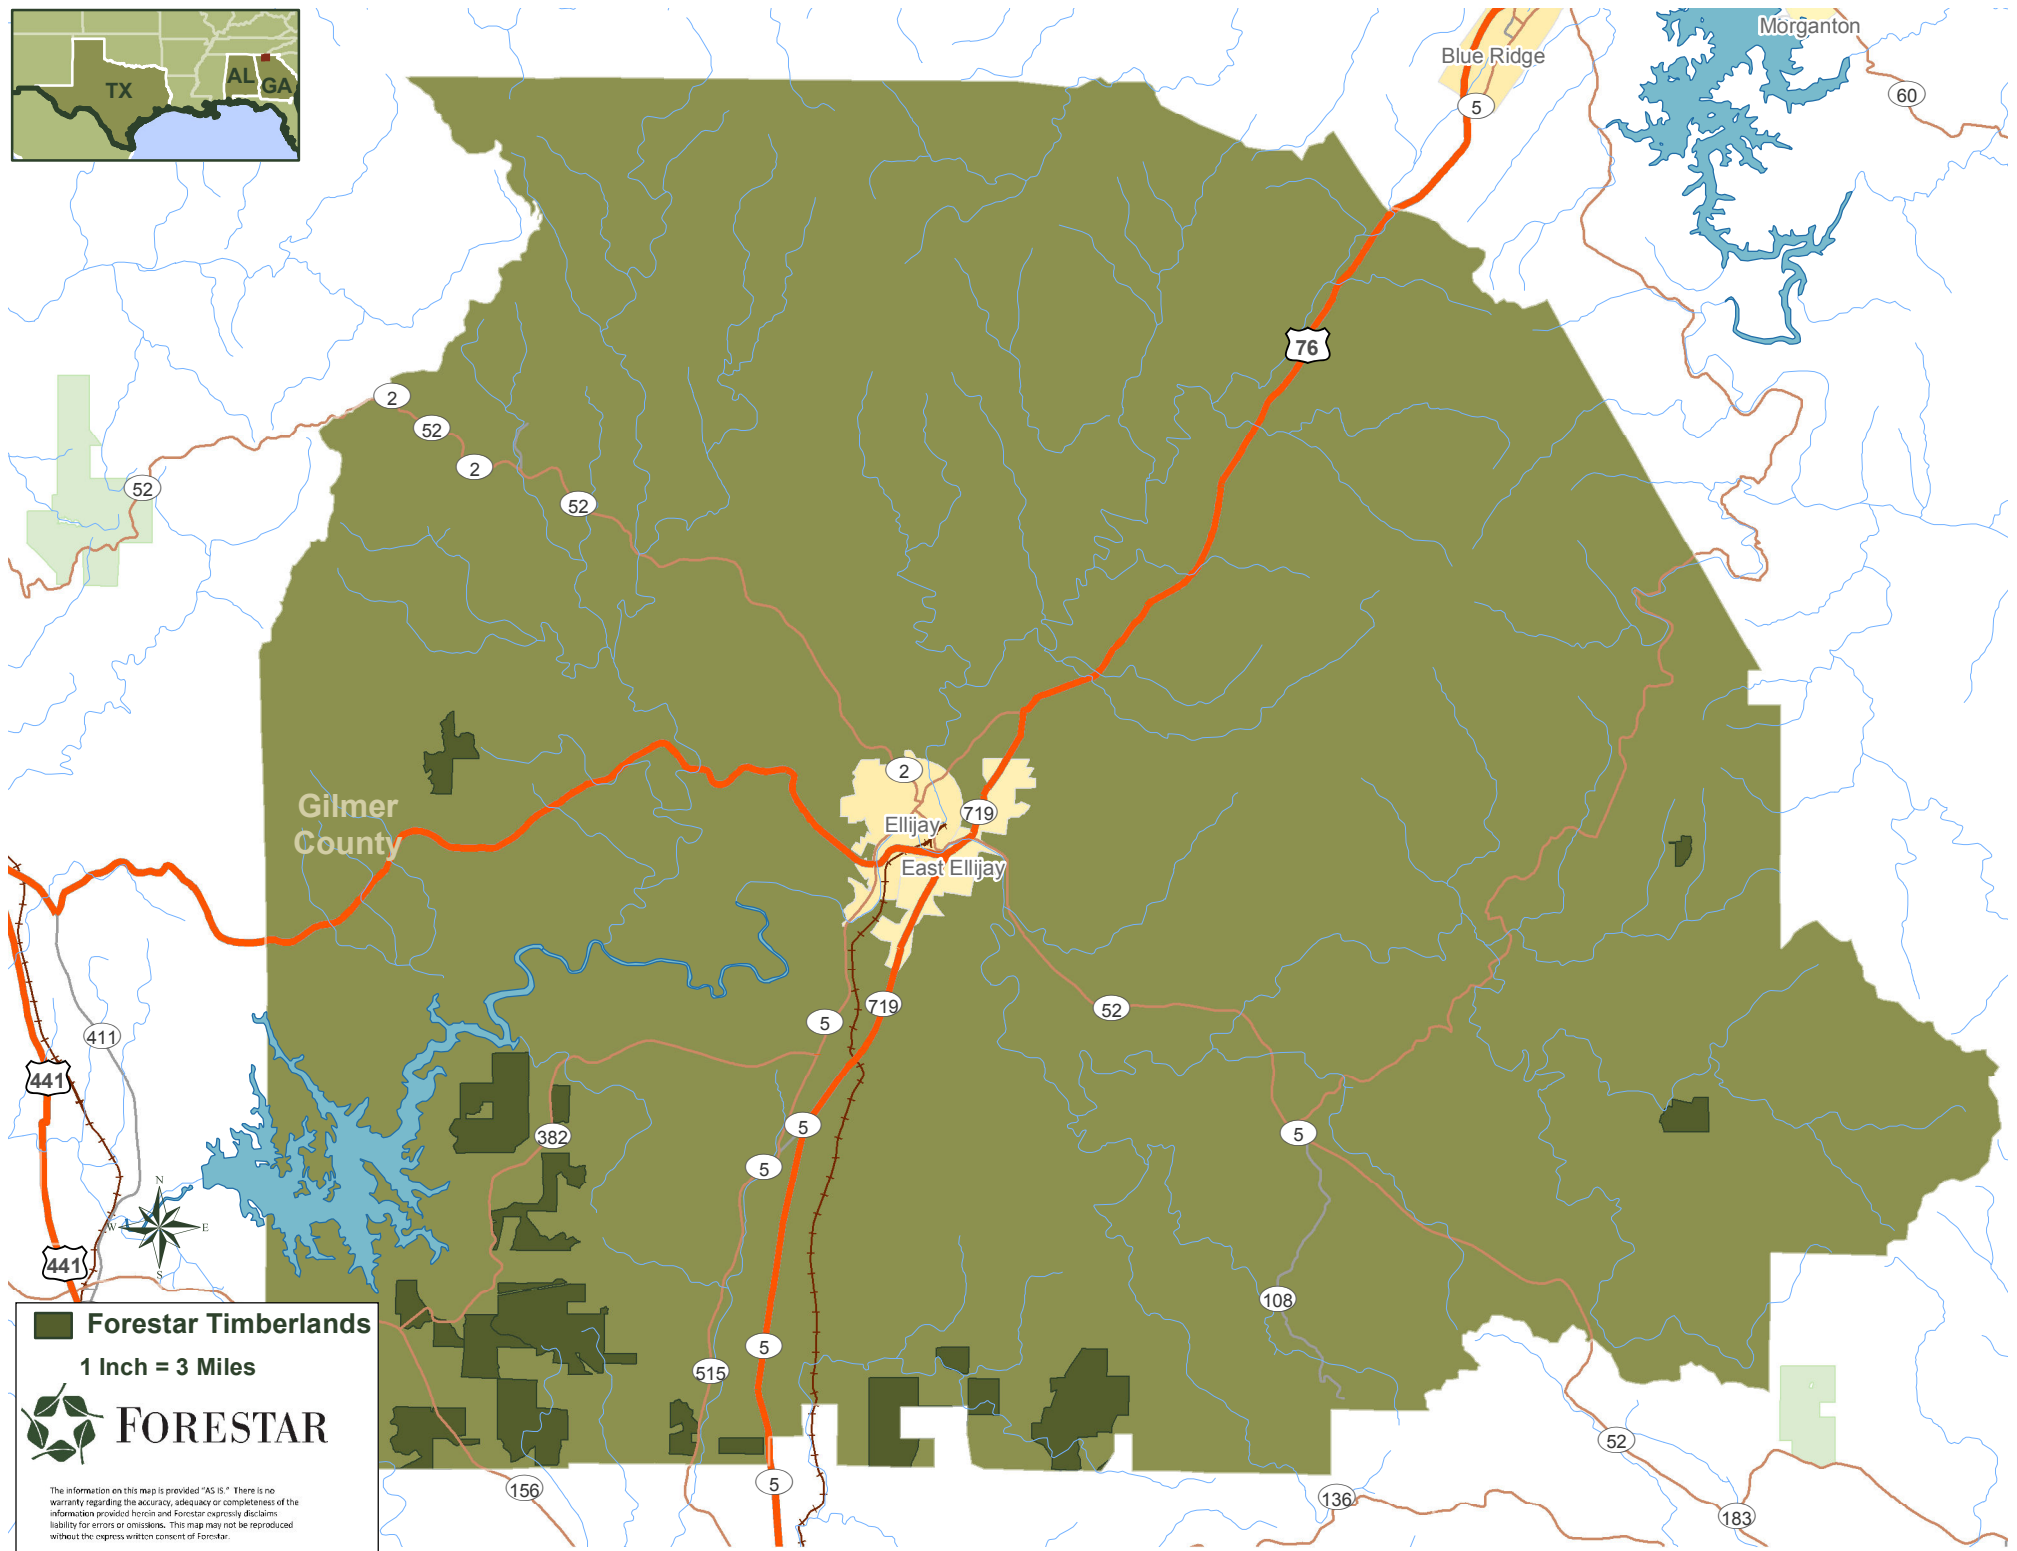 TX
AL
GA
Blue Ridge
Morganton
5
60
76
2
52
2
52
52
Gilmer
County
2
719
Ellijay
East Ellijay
719
5
52
411
441
5
5
5
382
N
W
E
S
441
108
5
515
Forestar Timberlands
1 Inch = 3 Miles
FORESTAR
The information on this map is provided "AS IS." There is no
warranty regarding the accuracy, adequacy or completeness of the
information provided herein and Forestar expressly disclaims
liability for errors or omissions. This map may not be reproduced
without the express written consent of Forestar.
156
5
136
52
183